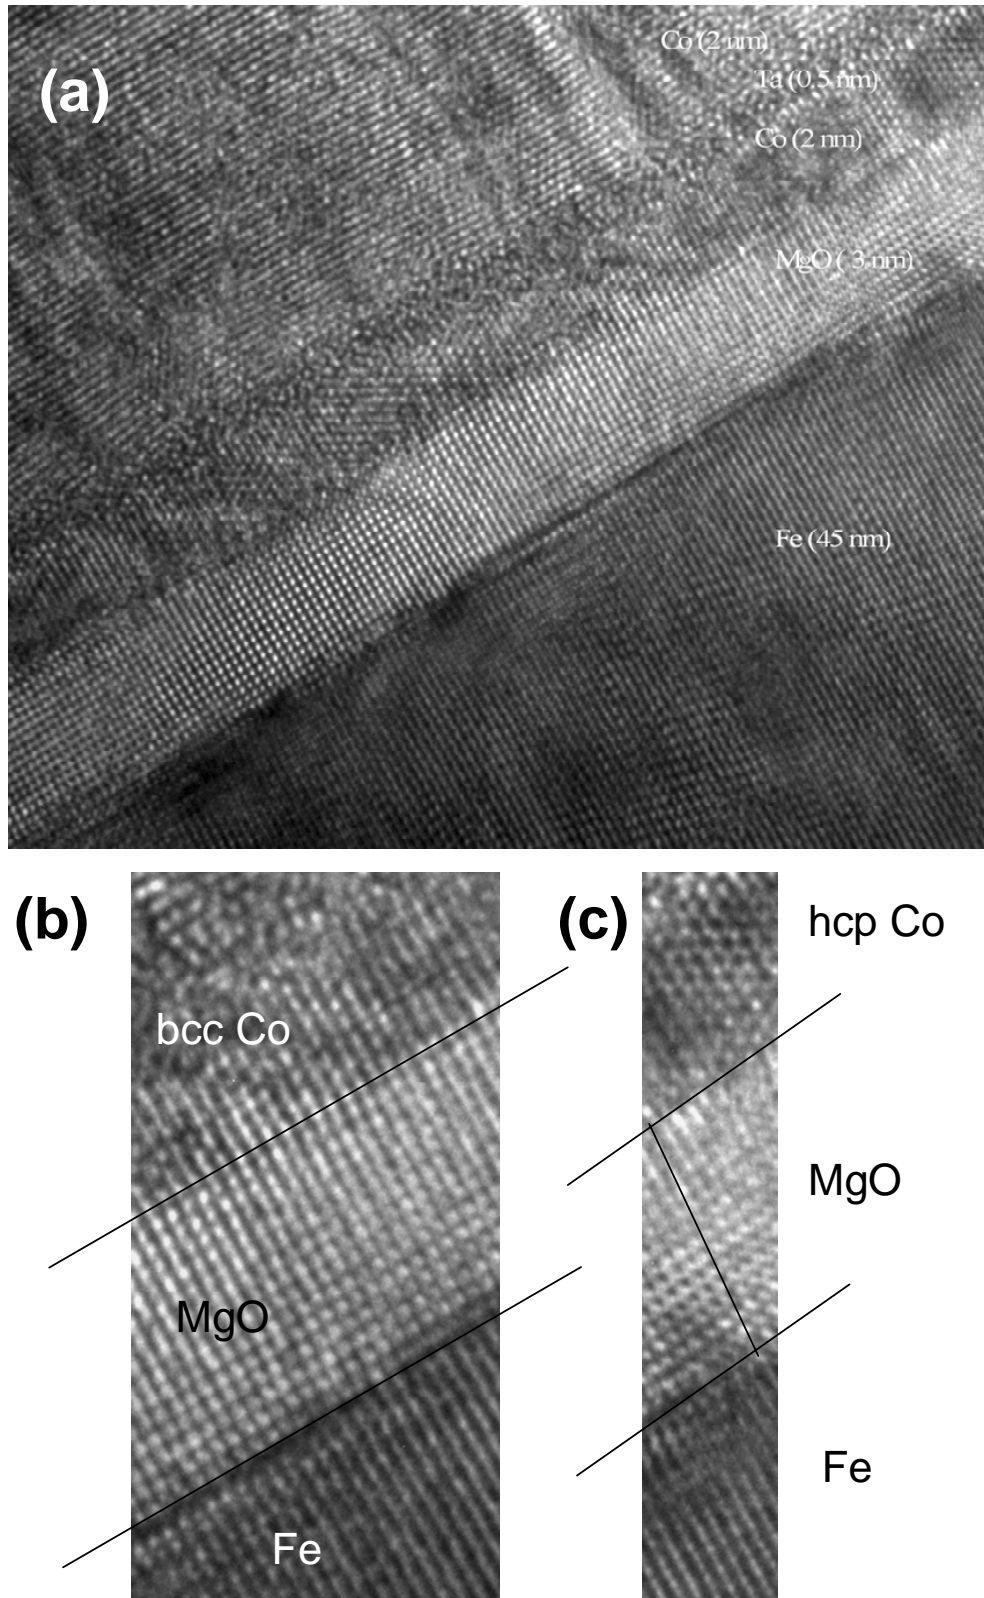 (a)
Co (2 nm)
Ta (0.5 nm)
Co (2 nm)
MgO ( 3 nm)
Fe (45 nm)
(b)
bcc Co
MgO
Fe
(c)
hcp Co
MgO
Fe